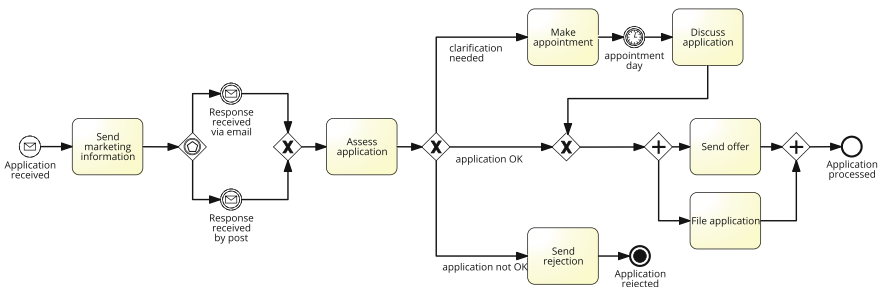 Application
received
Send
marketing
information
Response
received
via email
Response
received
by post
Assess
application
clarification
needed
application OK
application not OK
Make
appointment
appointment
day
Discuss
application
Send
rejection
Application
rejected
Send offer
File application
Application
processed